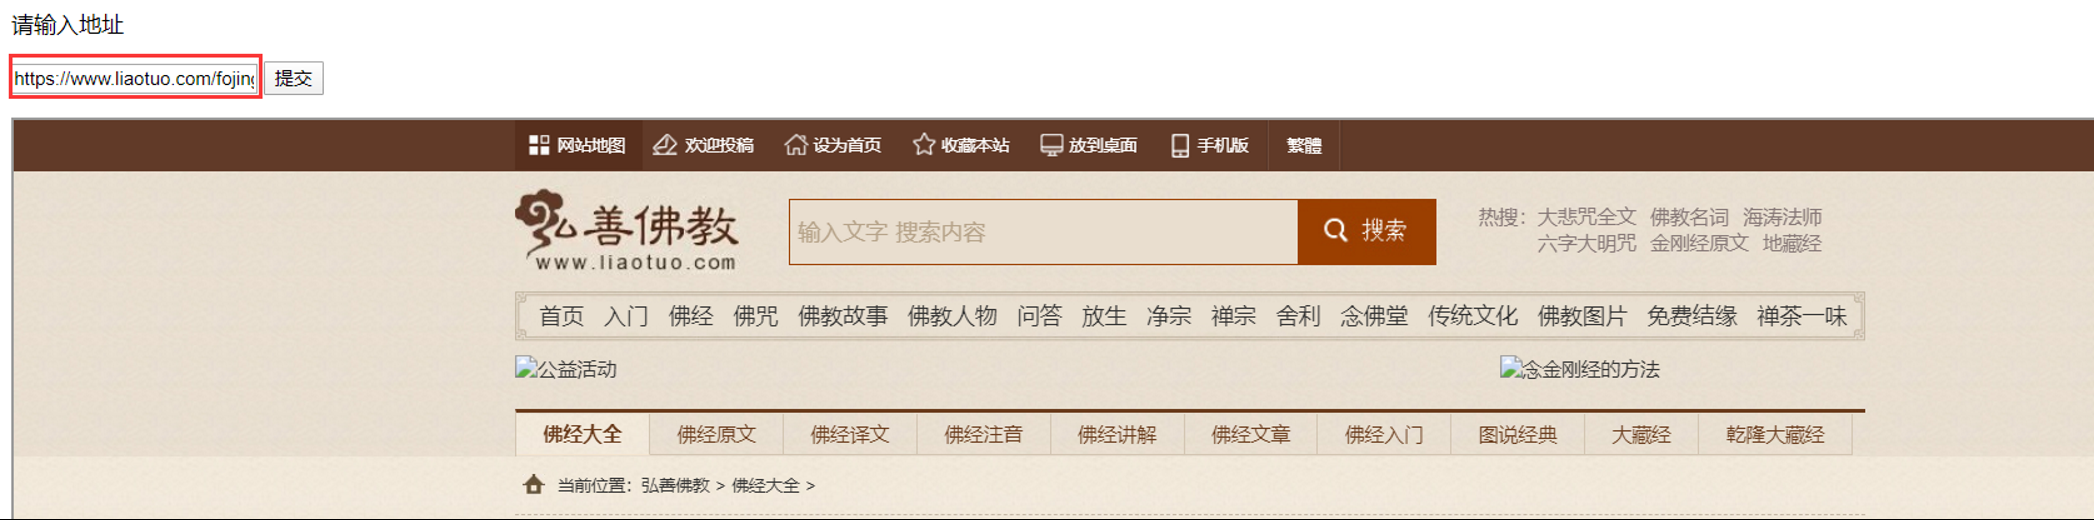 请输入地址
https://www.liaotuo.com/fojing 提交
网站地图 欢迎投稿 设为首页 收藏本站 放到桌面 手机版 繁體
弘善佛教
www.liaotuo.com
输入文字 搜索内容 搜索
热搜：大悲咒全文 佛教名词 海涛法师
六字大明咒 金刚经原文 地藏经
首页 入门 佛经 佛咒 佛教故事 佛教人物 问答 放生 净宗 禅宗 舍利 念佛堂 传统文化 佛教图片 免费结缘 禅茶一味
公益活动 念金刚经的方法
佛经大全 佛经原文 佛经译文 佛经注音 佛经讲解 佛经文章 佛经入门 图说经典 大藏经 乾隆大藏经
当前位置：弘善佛教 > 佛经大全 >